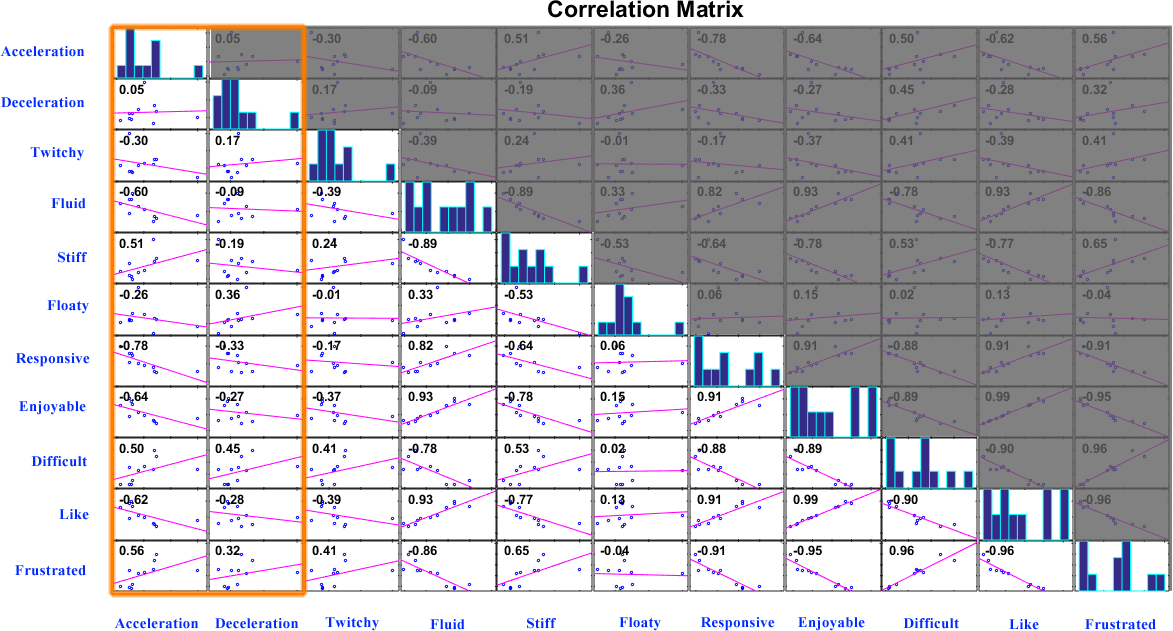 Correlation Matrix
Acceleration 0.05 -0.30 -0.60 0.51 -0.26 -0.78 -0.64 0.50 -0.62 0.56
Deceleration 0.05 0.17 -0.09 -0.19 0.36 -0.33 -0.27 0.45 -0.28 0.32
Twitchy -0.30 0.17 -0.39 0.24 -0.01 -0.17 -0.37 0.41 -0.39 0.41
Fluid -0.60 -0.09 -0.39 -0.89 0.33 0.82 0.93 -0.78 0.93 -0.86
Stiff 0.51 -0.19 0.24 -0.89 -0.53 -0.64 -0.78 0.53 -0.77 0.65
Floaty -0.26 0.36 -0.01 0.33 -0.53 0.06 0.15 0.02 0.13 -0.04
Responsive -0.78 -0.33 -0.17 0.82 -0.64 0.06 0.91 -0.88 0.91 -0.91
Enjoyable -0.64 -0.27 -0.37 0.93 -0.78 0.15 0.91 -0.89 0.99 -0.95
Difficult 0.50 0.45 0.41 -0.78 0.53 0.02 -0.88 -0.89 -0.90 0.96
Like -0.62 -0.28 -0.39 0.93 -0.77 0.13 0.91 0.99 -0.90 -0.96
Frustrated 0.56 0.32 0.41 -0.86 0.65 -0.04 -0.91 -0.95 0.96 -0.96
Acceleration Deceleration Twitchy Fluid Stiff Floaty Responsive Enjoyable Difficult Like Frustrated